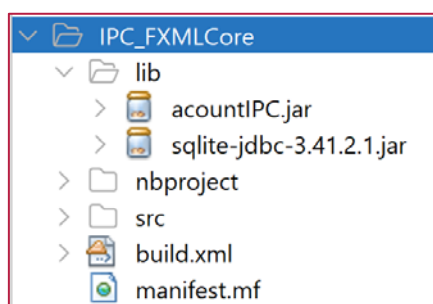 IPC_FXMLCore
lib
acountIPC.jar
sqlite-jdbc-3.41.2.1.jar
nbproject
src
build.xml
manifest.mf